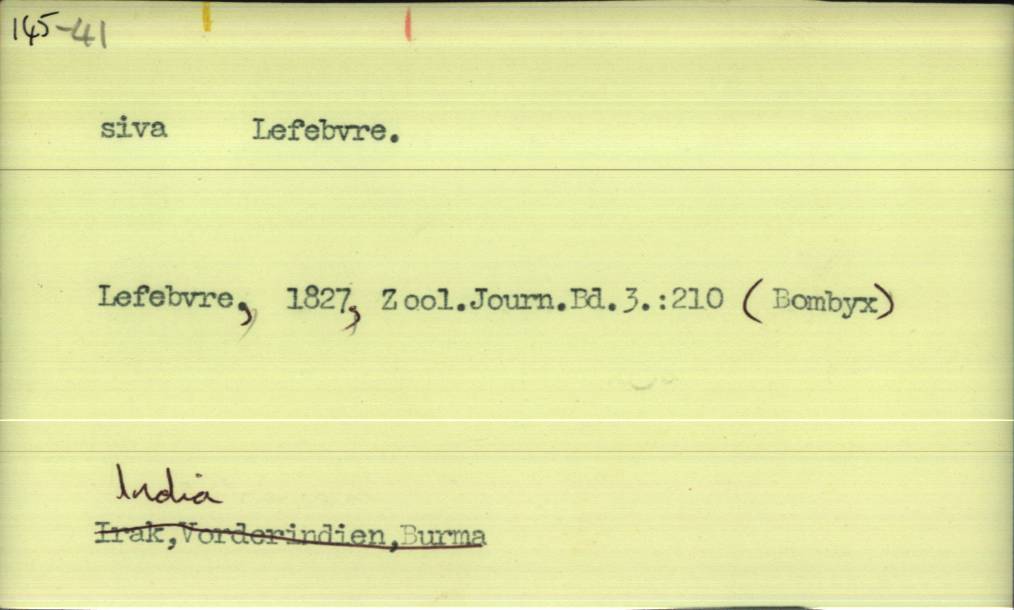 145-41
siva Lefebvre.
Lefebvre, 1827, Zool.Journ.Bd.3.:210 (Bombyx)
India
Irak,Vorderindien,Burma